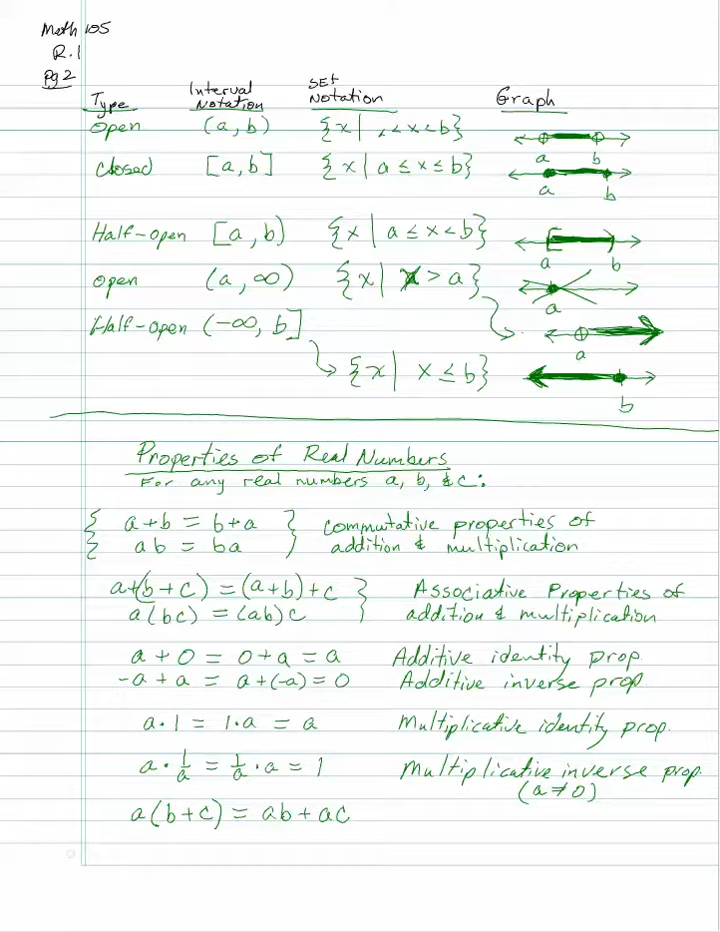 Math 105
R.1
pg 2
Type Interval Notation Set Notation Graph
Open (a, b) {x| < x < b}
a b
Closed [a, b] {x| a ≤ x ≤ b}
a b
Half-open [a, b) {x| a ≤ x < b}
a b
Open (a, ∞) {x| x > a}
a
Half-open (-∞, b]
a
{x| x ≤ b}
b
Properties of Real Numbers
For any real numbers a, b, & c:
{ a + b = b + a } commutative properties of
{ ab = ba } addition & multiplication
a+(b + c) = (a + b) + c } Associative Properties of
a(bc) = (ab)c } addition & multiplication
a + 0 = 0 + a = a Additive identity prop.
-a + a = a + (-a) = 0 Additive inverse prop
a · 1 = 1 · a = a Multiplicative identity prop.
a · 1/a = 1/a · a = 1 Multiplicative inverse prop.
(a ≠ 0)
a(b + c) = ab + ac